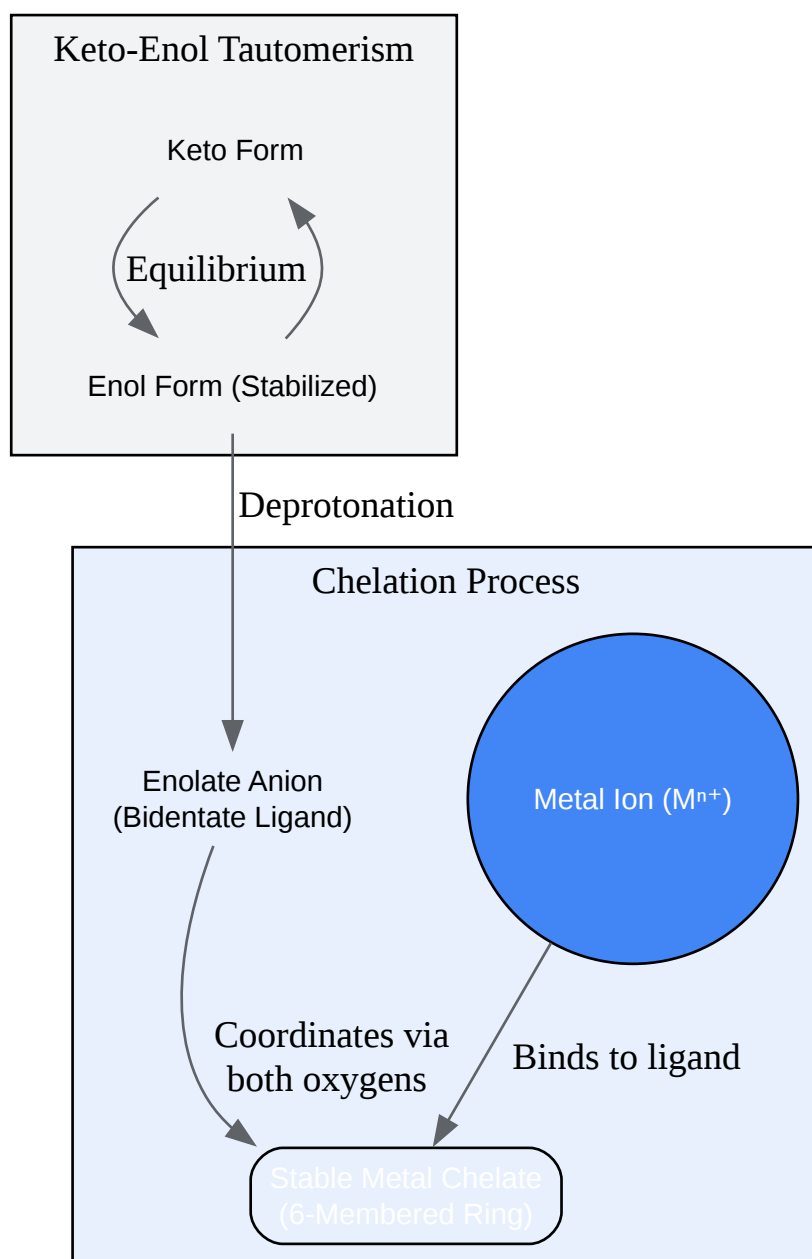 Keto-Enol Tautomerism
Keto Form
Equilibrium
Enol Form (Stabilized)
Deprotonation
Chelation Process
Enolate Anion
(Bidentate Ligand)
Metal Ion (Mⁿ⁺)
Coordinates via
both oxygens
Binds to ligand
Stable Metal Chelate
(6-Membered Ring)